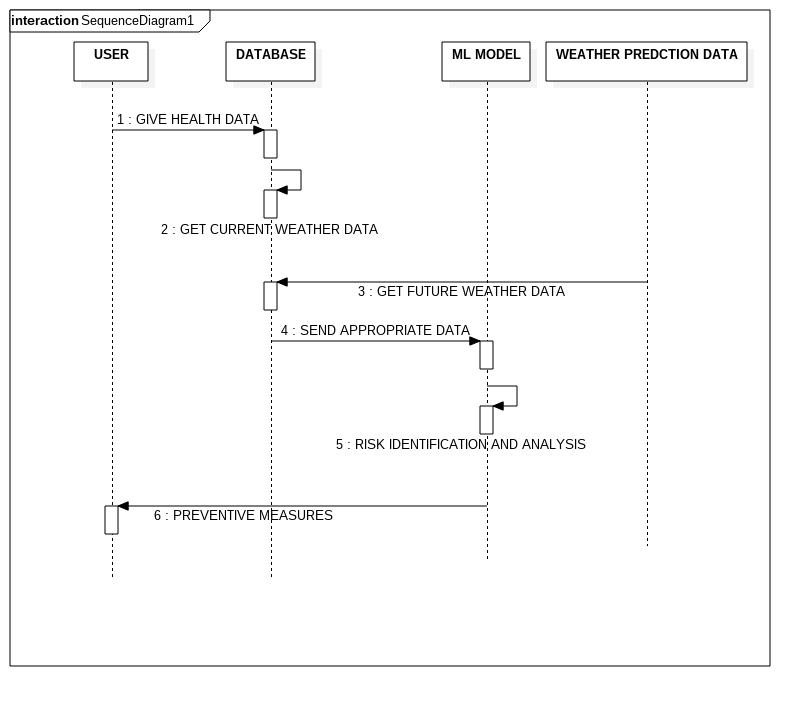 interaction SequenceDiagram1
USER
DATABASE
ML MODEL
WEATHER PREDCTION DATA
1 : GIVE HEALTH DATA
2 : GET CURRENT WEATHER DATA
3 : GET FUTURE WEATHER DATA
4 : SEND APPROPRIATE DATA
5 : RISK IDENTIFICATION AND ANALYSIS
6 : PREVENTIVE MEASURES